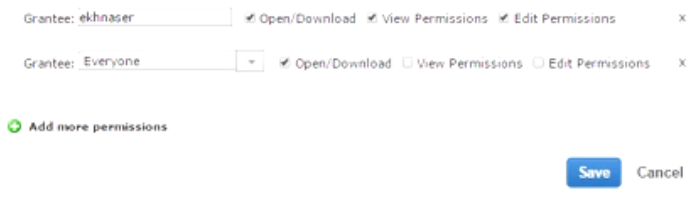 Grantee: ekhnaser Open/Download View Permissions Edit Permissions x
Grantee: Everyone Open/Download View Permissions Edit Permissions x
Add more permissions
Save Cancel